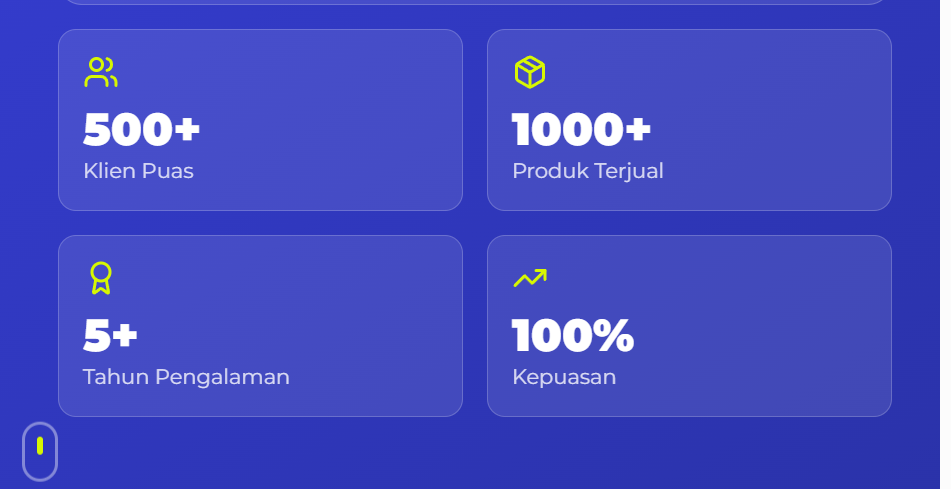 500+
Klien Puas
1000+
Produk Terjual
5+
Tahun Pengalaman
100%
Kepuasan